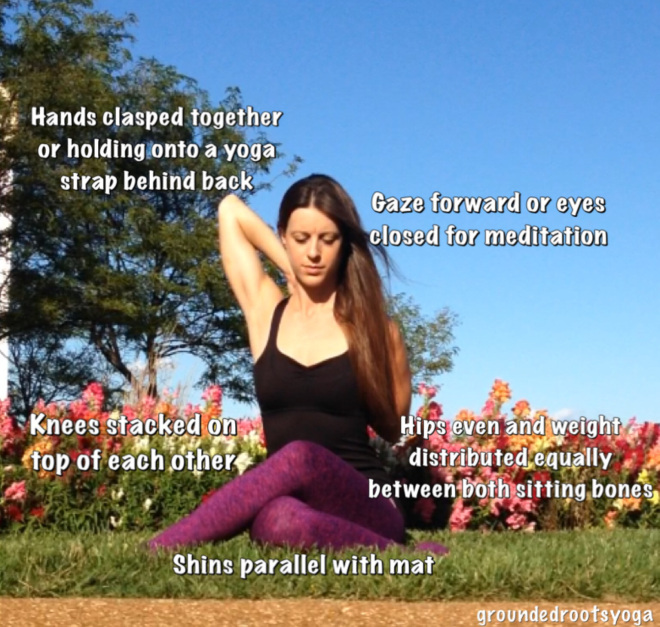 Hands clasped together
or holding onto a yoga
strap behind back
Gaze forward or eyes
closed for meditation
Knees stacked on
top of each other
Hips even and weight
distributed equally
between both sitting bones
Shins parallel with mat
groundedrootsyoga